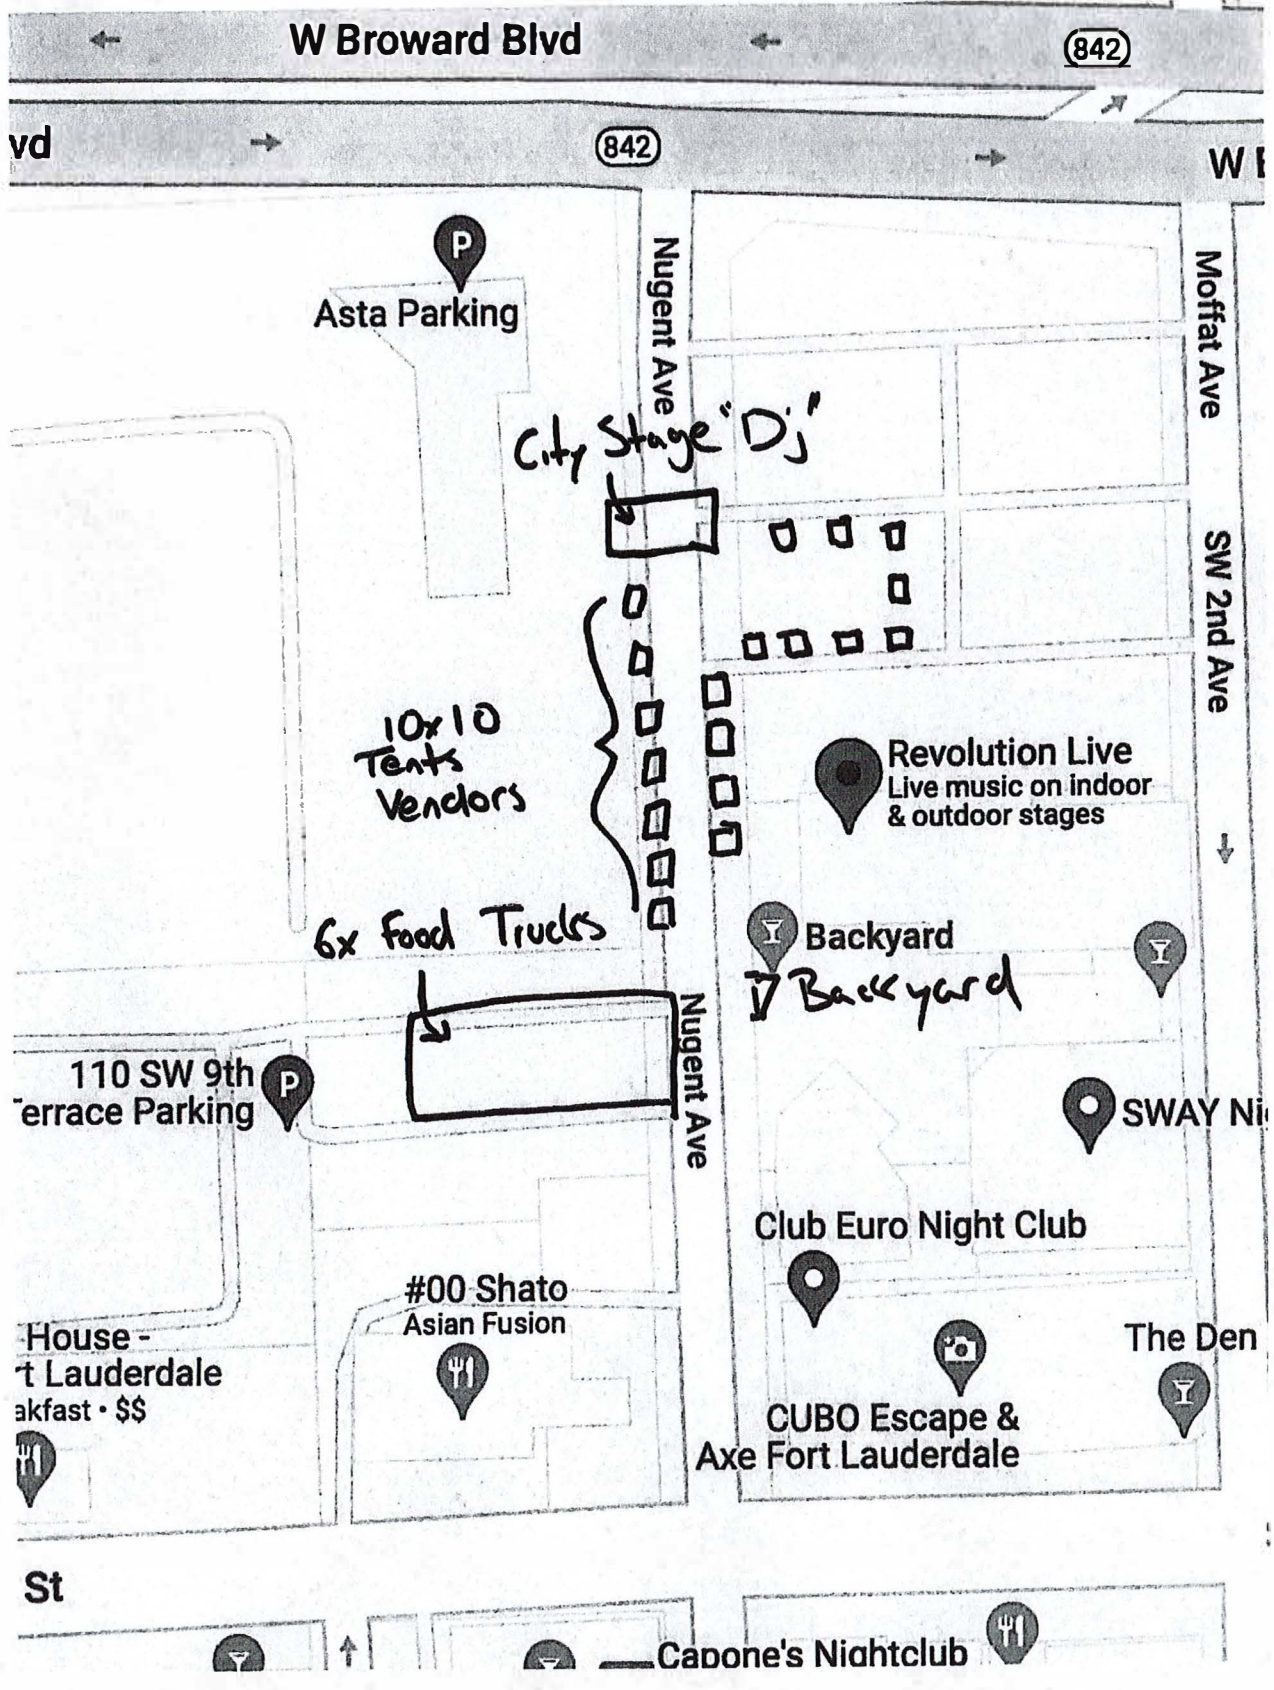 W Broward Blvd
842
vd
842
W B
P
Asta Parking
Nugent Ave
Moffat Ave
City Stage "Dj"
SW 2nd Ave
10x10
Tents
Vendors
Revolution Live
Live music on indoor
& outdoor stages
6x Food Trucks
Backyard
Backyard
Nugent Ave
110 SW 9th
Terrace Parking
P
SWAY Ni
Club Euro Night Club
#00 Shato
Asian Fusion
House -
rt Lauderdale
akfast • $$
The Den
CUBO Escape &
Axe Fort Lauderdale
St
Capone's Nightclub